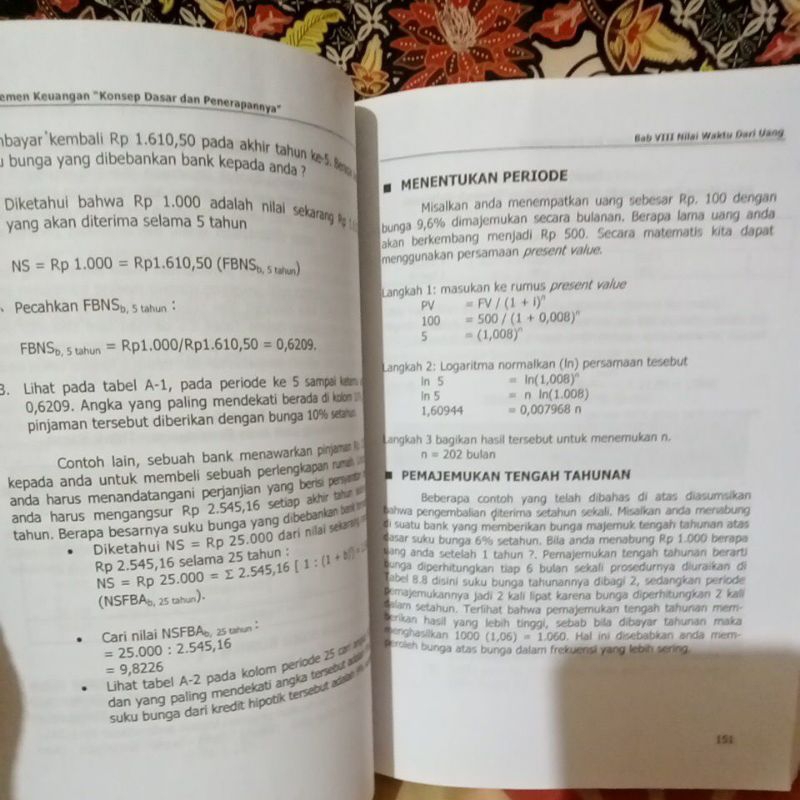 emen Keuangan "Konsep Dasar dan Penerapannya"
nbayar kembali Rp 1.610,50 pada akhir tahun ke-5. Berapa
u bunga yang dibebankan bank kepada anda ?
Diketahui bahwa Rp 1.000 adalah nilai sekarang Rp
yang akan diterima selama 5 tahun
NS = Rp 1.000 = Rp1.610,50 (FBNSb, 5 tahun)
Pecahkan FBNSb, 5 tahun :
FBNSb, 5 tahun = Rp1.000/Rp1.610,50 = 0,6209.
3. Lihat pada tabel A-1, pada periode ke 5 sampai ketemu
0,6209. Angka yang paling mendekati berada di kolom
pinjaman tersebut diberikan dengan bunga 10% setahun.
Contoh lain, sebuah bank menawarkan pinjaman
kepada anda untuk membeli sebuah perlengkapan rumah.
anda harus menandatangani perjanjian yang berisi
anda harus mengangsur Rp 2.545,16 setiap akhir tahun
tahun. Berapa besarnya suku bunga yang dibebankan bank
• Diketahui NS = Rp 25.000 dari nilai sekarang
Rp 2.545,16 selama 25 tahun :
NS = Rp 25.000 = Σ 2.545,16 [ 1 : (1 + b)
(NSFBAb, 25 tahun).
• Cari nilai NSFBAb, 25 tahun :
= 25.000 : 2.545,16
= 9,8226
• Lihat tabel A-2 pada kolom periode 25 cari
dan yang paling mendekati angka tersebut adalah
suku bunga dari kredit hipotik tersebut adalah
Bab VIII Nilai Waktu Dari Uang
■ MENENTUKAN PERIODE
Misalkan anda menempatkan uang sebesar Rp. 100 dengan
bunga 9,6% dimajemukan secara bulanan. Berapa lama uang anda
akan berkembang menjadi Rp 500. Secara matematis kita dapat
menggunakan persamaan present value.
Langkah 1: masukan ke rumus present value
PV = FV / (1 + i)ⁿ
100 = 500 / (1 + 0,008)ⁿ
5 = (1,008)ⁿ
Langkah 2: Logaritma normalkan (ln) persamaan tesebut
ln 5 = ln(1,008)ⁿ
ln 5 = n ln(1.008)
1,60944 = 0,007968 n
Langkah 3 bagikan hasil tersebut untuk menemukan n.
n = 202 bulan
■ PEMAJEMUKAN TENGAH TAHUNAN
Beberapa contoh yang telah dibahas di atas diasumsikan
bahwa pengembalian diterima setahun sekali. Misalkan anda menabung
di suatu bank yang memberikan bunga majemuk tengah tahunan atas
dasar suku bunga 6% setahun. Bila anda menabung Rp 1.000 berapa
uang anda setelah 1 tahun ?. Pemajemukan tengah tahunan berarti
bunga diperhitungkan tiap 6 bulan sekali prosedurnya diuraikan di
Tabel 8.8 disini suku bunga tahunannya dibagi 2, sedangkan periode
pemajemukannya jadi 2 kali lipat karena bunga diperhitungkan 2 kali
dalam setahun. Terlihat bahwa pemajemukan tengah tahunan mem-
berikan hasil yang lebih tinggi, sebab bila dibayar tahunan maka
menghasilkan 1000 (1,06) = 1.060. Hal ini disebabkan anda mem-
peroleh bunga atas bunga dalam frekuensi yang lebih sering.
151